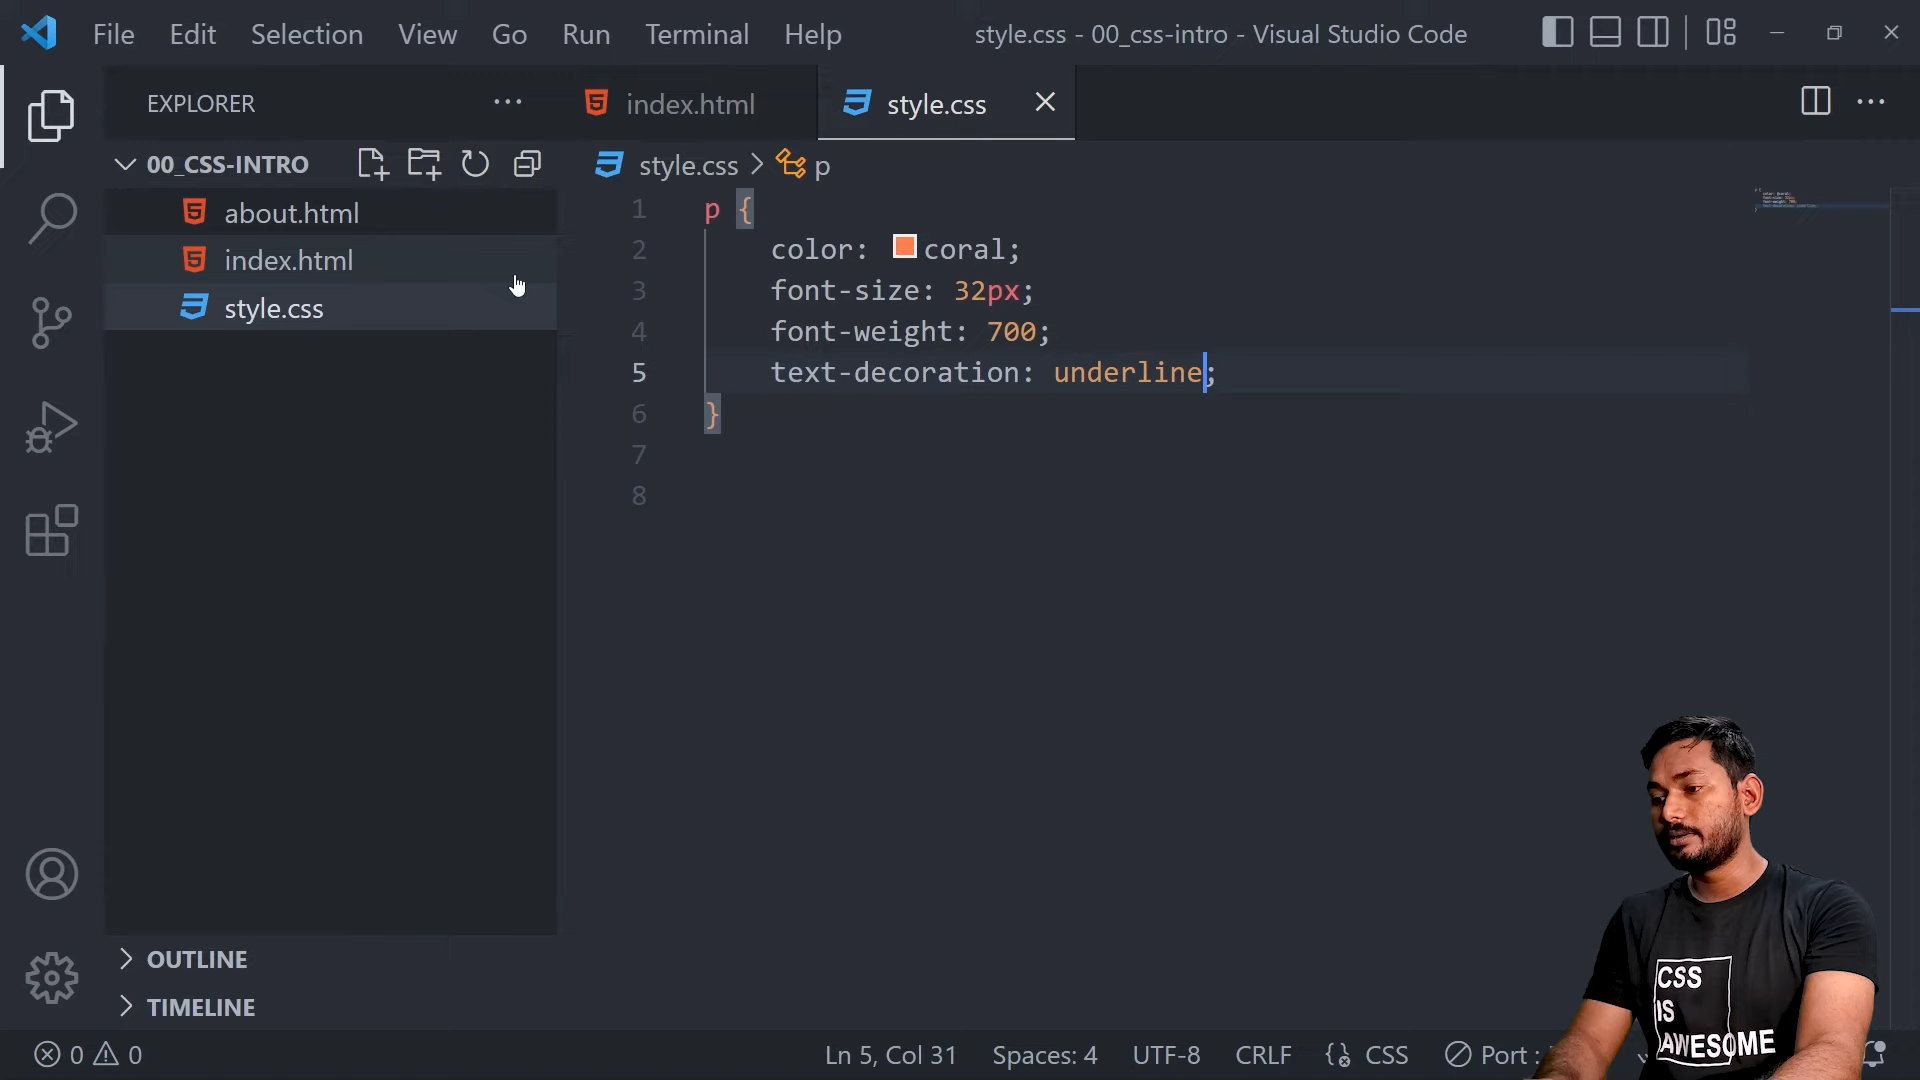 File Edit Selection View Go Run Terminal Help style.css - 00_css-intro - Visual Studio Code
EXPLORER
index.html
style.css
00_CSS-INTRO
style.css > p
about.html
index.html
style.css
1 p {
2 color: coral;
3 font-size: 32px;
4 font-weight: 700;
5 text-decoration: underline;
6 }
7
8
OUTLINE
TIMELINE
0 0 Ln 5, Col 31 Spaces: 4 UTF-8 CRLF CSS Port :
CSS
IS
AWESOME